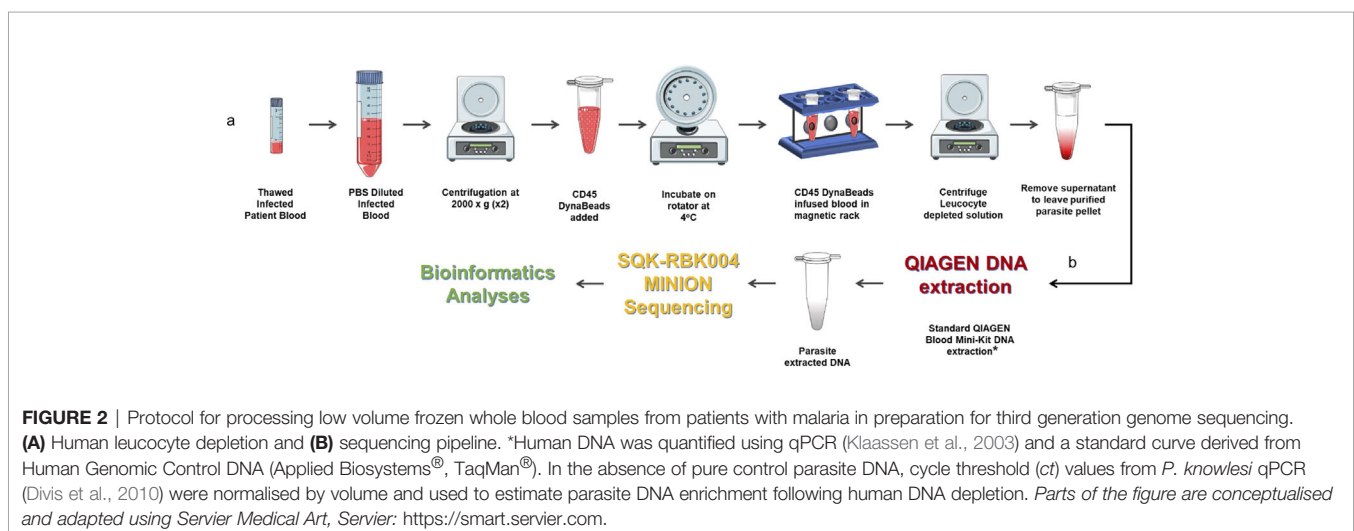 a
Thawed
Infected
Patient Blood
PBS Diluted
Infected
Blood
Centrifugation at
2000 x g (x2)
CD45
DynaBeads
added
Incubate on
rotator at
4ºC
CD45 DynaBeads
infused blood in
magnetic rack
Centrifuge
Leucocyte
depleted solution
Remove supernatant
to leave purified
parasite pellet
b
QIAGEN DNA
extraction
Standard QIAGEN
Blood Mini-Kit DNA
extraction*
Parasite
extracted DNA
SQK-RBK004
MINION
Sequencing
Bioinformatics
Analyses
FIGURE 2 | Protocol for processing low volume frozen whole blood samples from patients with malaria in preparation for third generation genome sequencing.
(A) Human leucocyte depletion and (B) sequencing pipeline. *Human DNA was quantified using qPCR (Klaassen et al., 2003) and a standard curve derived from
Human Genomic Control DNA (Applied Biosystems®, TaqMan®). In the absence of pure control parasite DNA, cycle threshold (ct) values from P. knowlesi qPCR
(Divis et al., 2010) were normalised by volume and used to estimate parasite DNA enrichment following human DNA depletion. Parts of the figure are conceptualised
and adapted using Servier Medical Art, Servier: https://smart.servier.com.